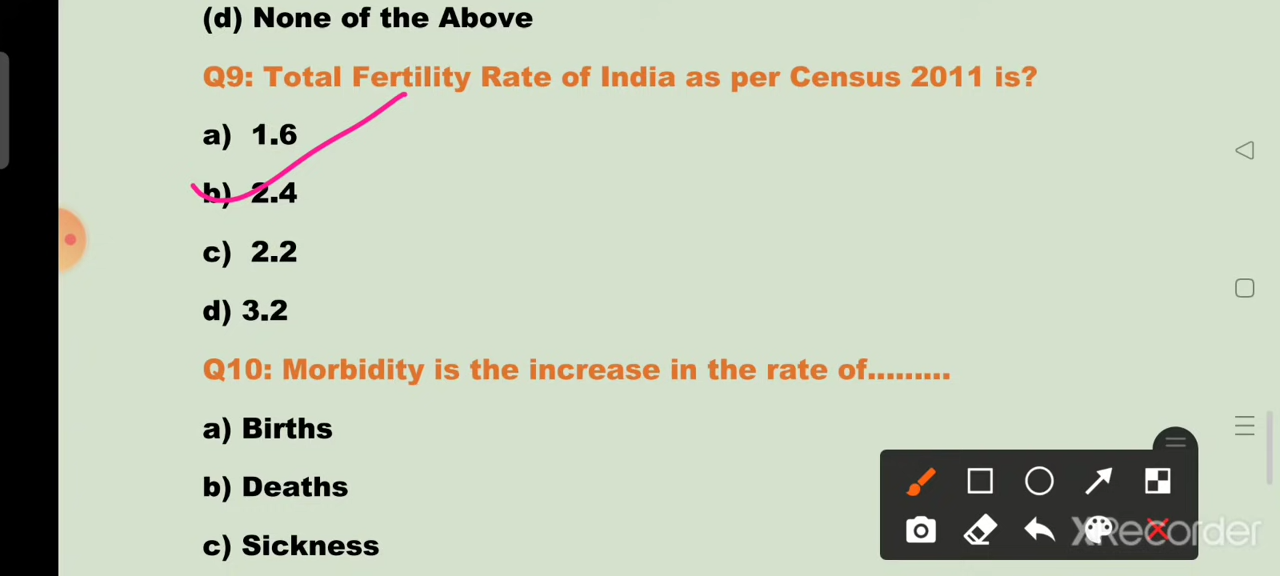 (d) None of the Above
Q9: Total Fertility Rate of India as per Census 2011 is?
a) 1.6
b) 2.4
c) 2.2
d) 3.2
Q10: Morbidity is the increase in the rate of.........
a) Births
b) Deaths
c) Sickness
XRecorder